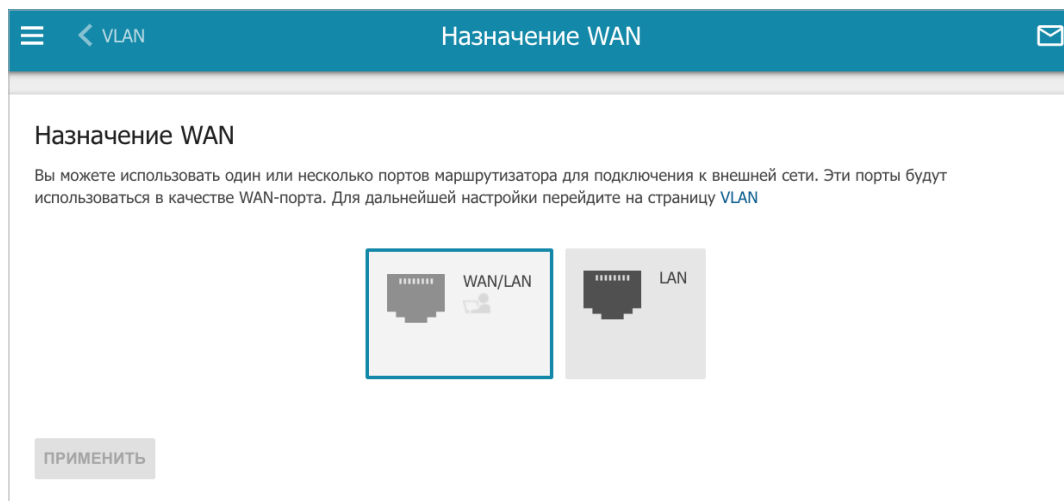 VLAN
Назначение WAN
Назначение WAN
Вы можете использовать один или несколько портов маршрутизатора для подключения к внешней сети. Эти порты будут
использоваться в качестве WAN-порта. Для дальнейшей настройки перейдите на страницу VLAN
WAN/LAN
LAN
ПРИМЕНИТЬ